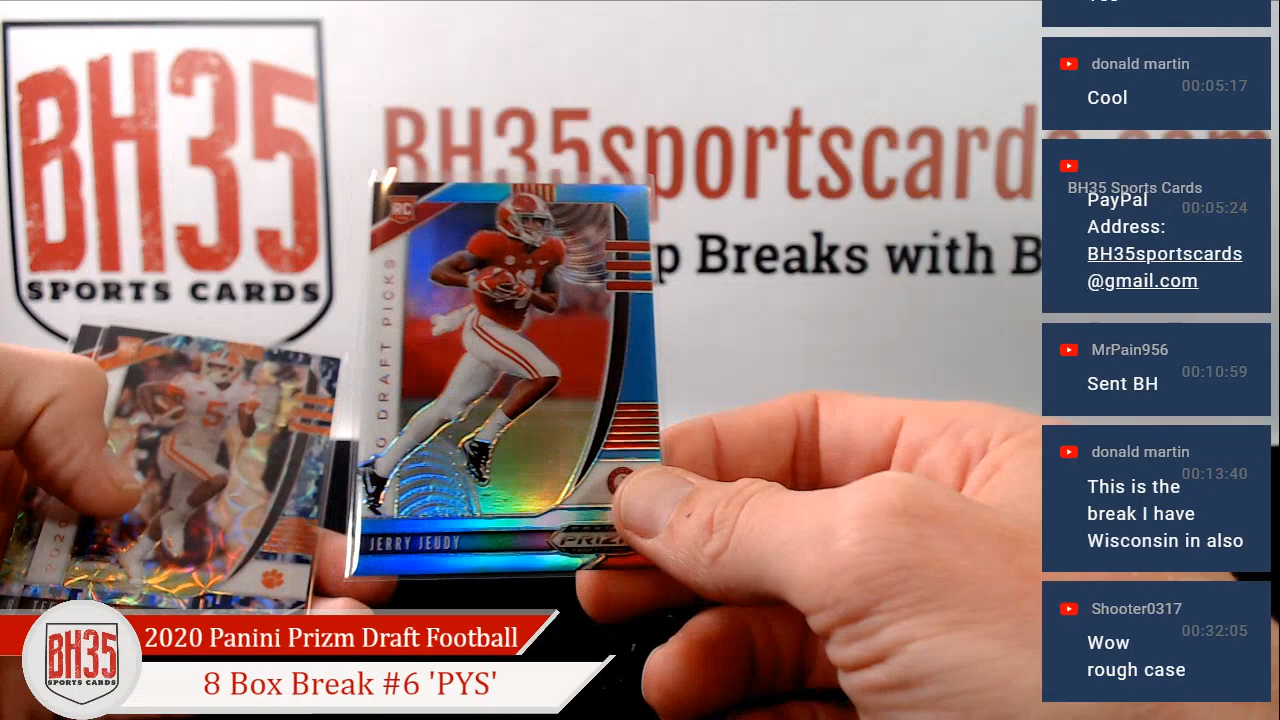 BH35
SPORTS CARDS
BH35sportscard
p Breaks with B
RC
DRAFT PICKS
JERRY JEUDY
PRIZM
5
2020
BH35
SPORTS CARDS
2020 Panini Prizm Draft Football
8 Box Break #6 'PYS'
donald martin
00:05:17
Cool
BH35 Sports Cards
00:05:24
PayPal
Address:
BH35sportscards
@gmail.com
MrPain956
00:10:59
Sent BH
donald martin
00:13:40
This is the
break I have
Wisconsin in also
Shooter0317
00:32:05
Wow
rough case